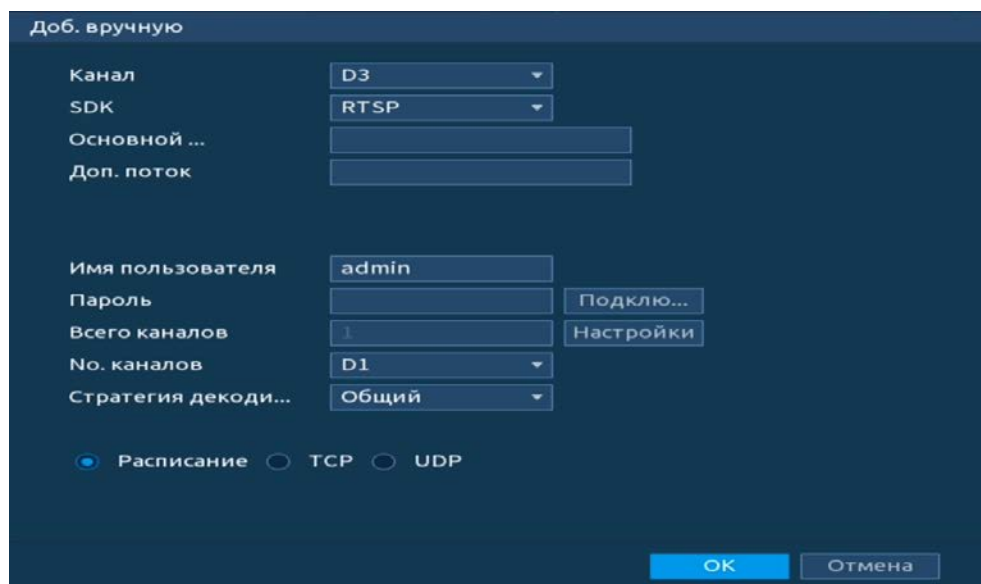 Доб. вручную
Канал D3
SDK RTSP
Основной ...
Доп. поток
Имя пользователя admin
Пароль Подклю...
Всего каналов 1 Настройки
No. каналов D1
Стратегия декоди... Общий
Расписание TCP UDP
OK Отмена